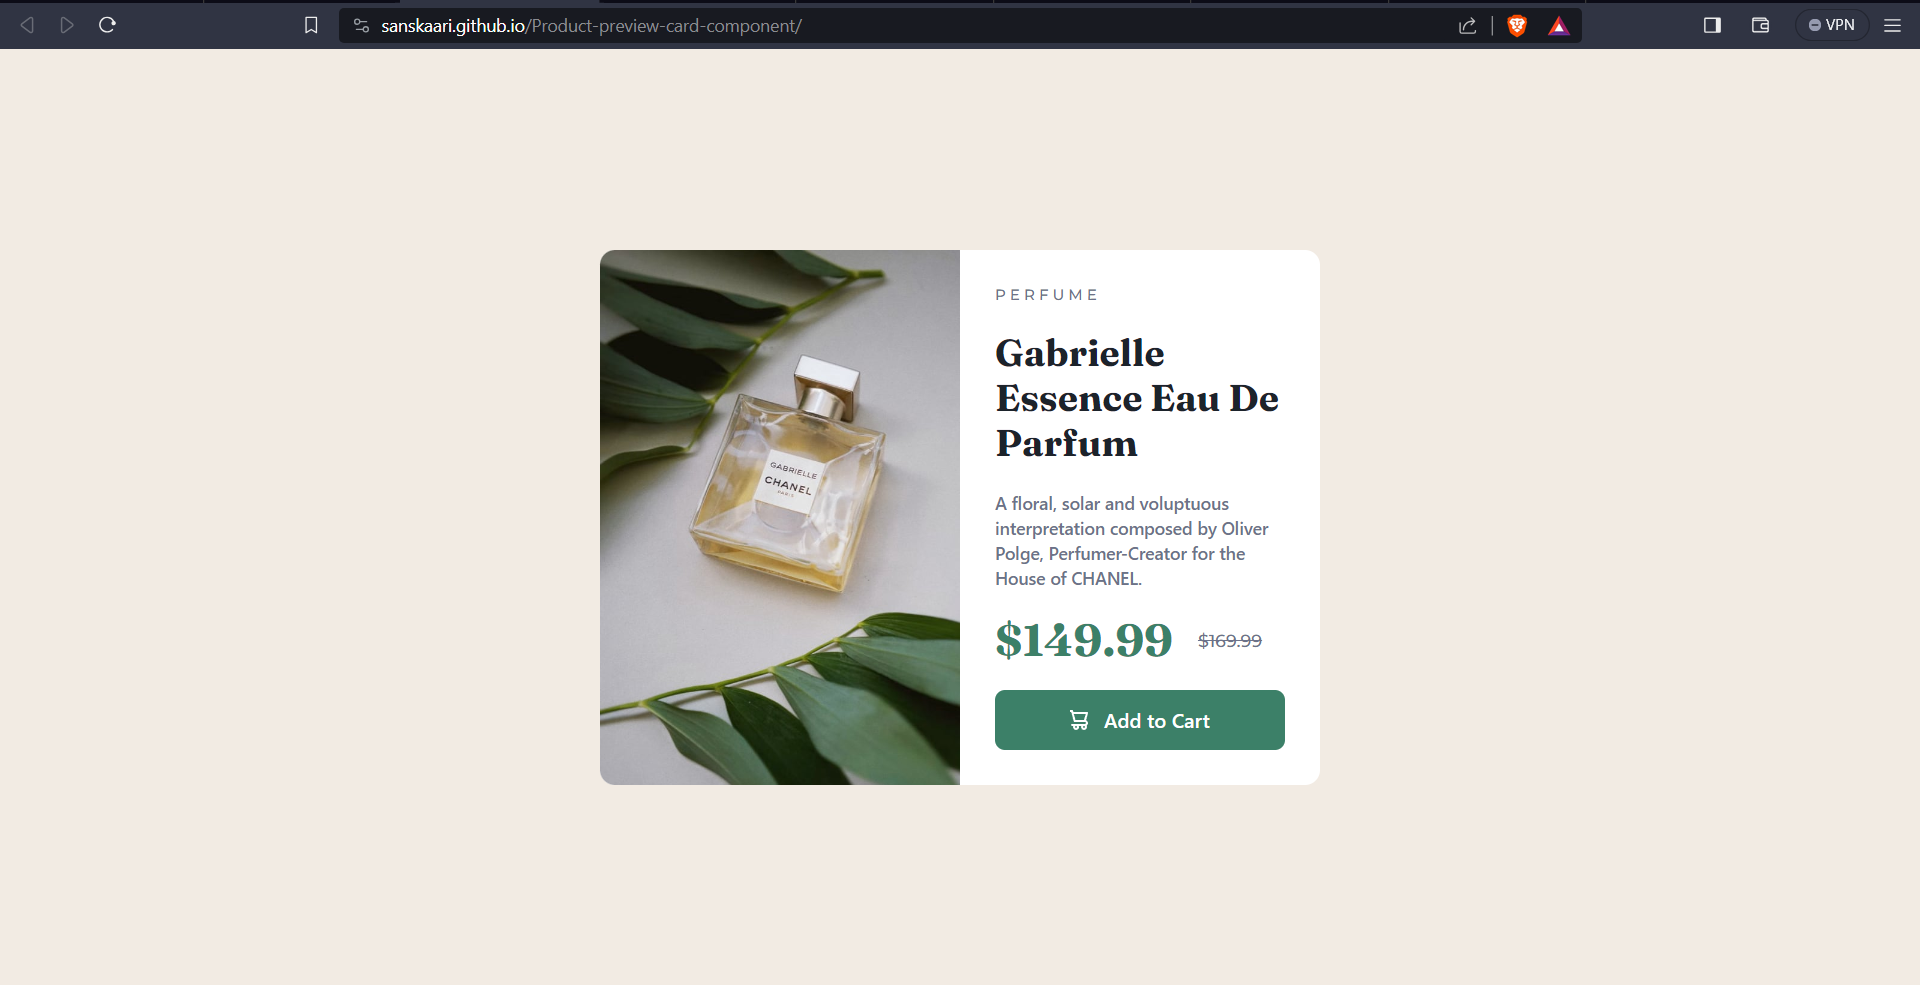 sanskaari.github.io/Product-preview-card-component/
VPN
GABRIELLE
CHANEL
PARIS
PERFUME
Gabrielle
Essence Eau De
Parfum
A floral, solar and voluptuous
interpretation composed by Oliver
Polge, Perfumer-Creator for the
House of CHANEL.
$149.99 $169.99
Add to Cart